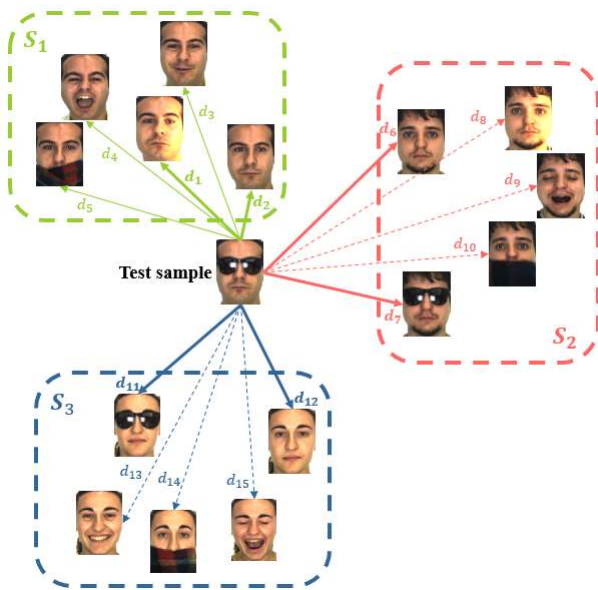 S₁
d₃
d₄
d₁
d₂
d₅
d₆
d₈
d₉
d₁₀
d₇
S₂
Test sample
d₁₁
d₁₂
S₃
d₁₃
d₁₄
d₁₅